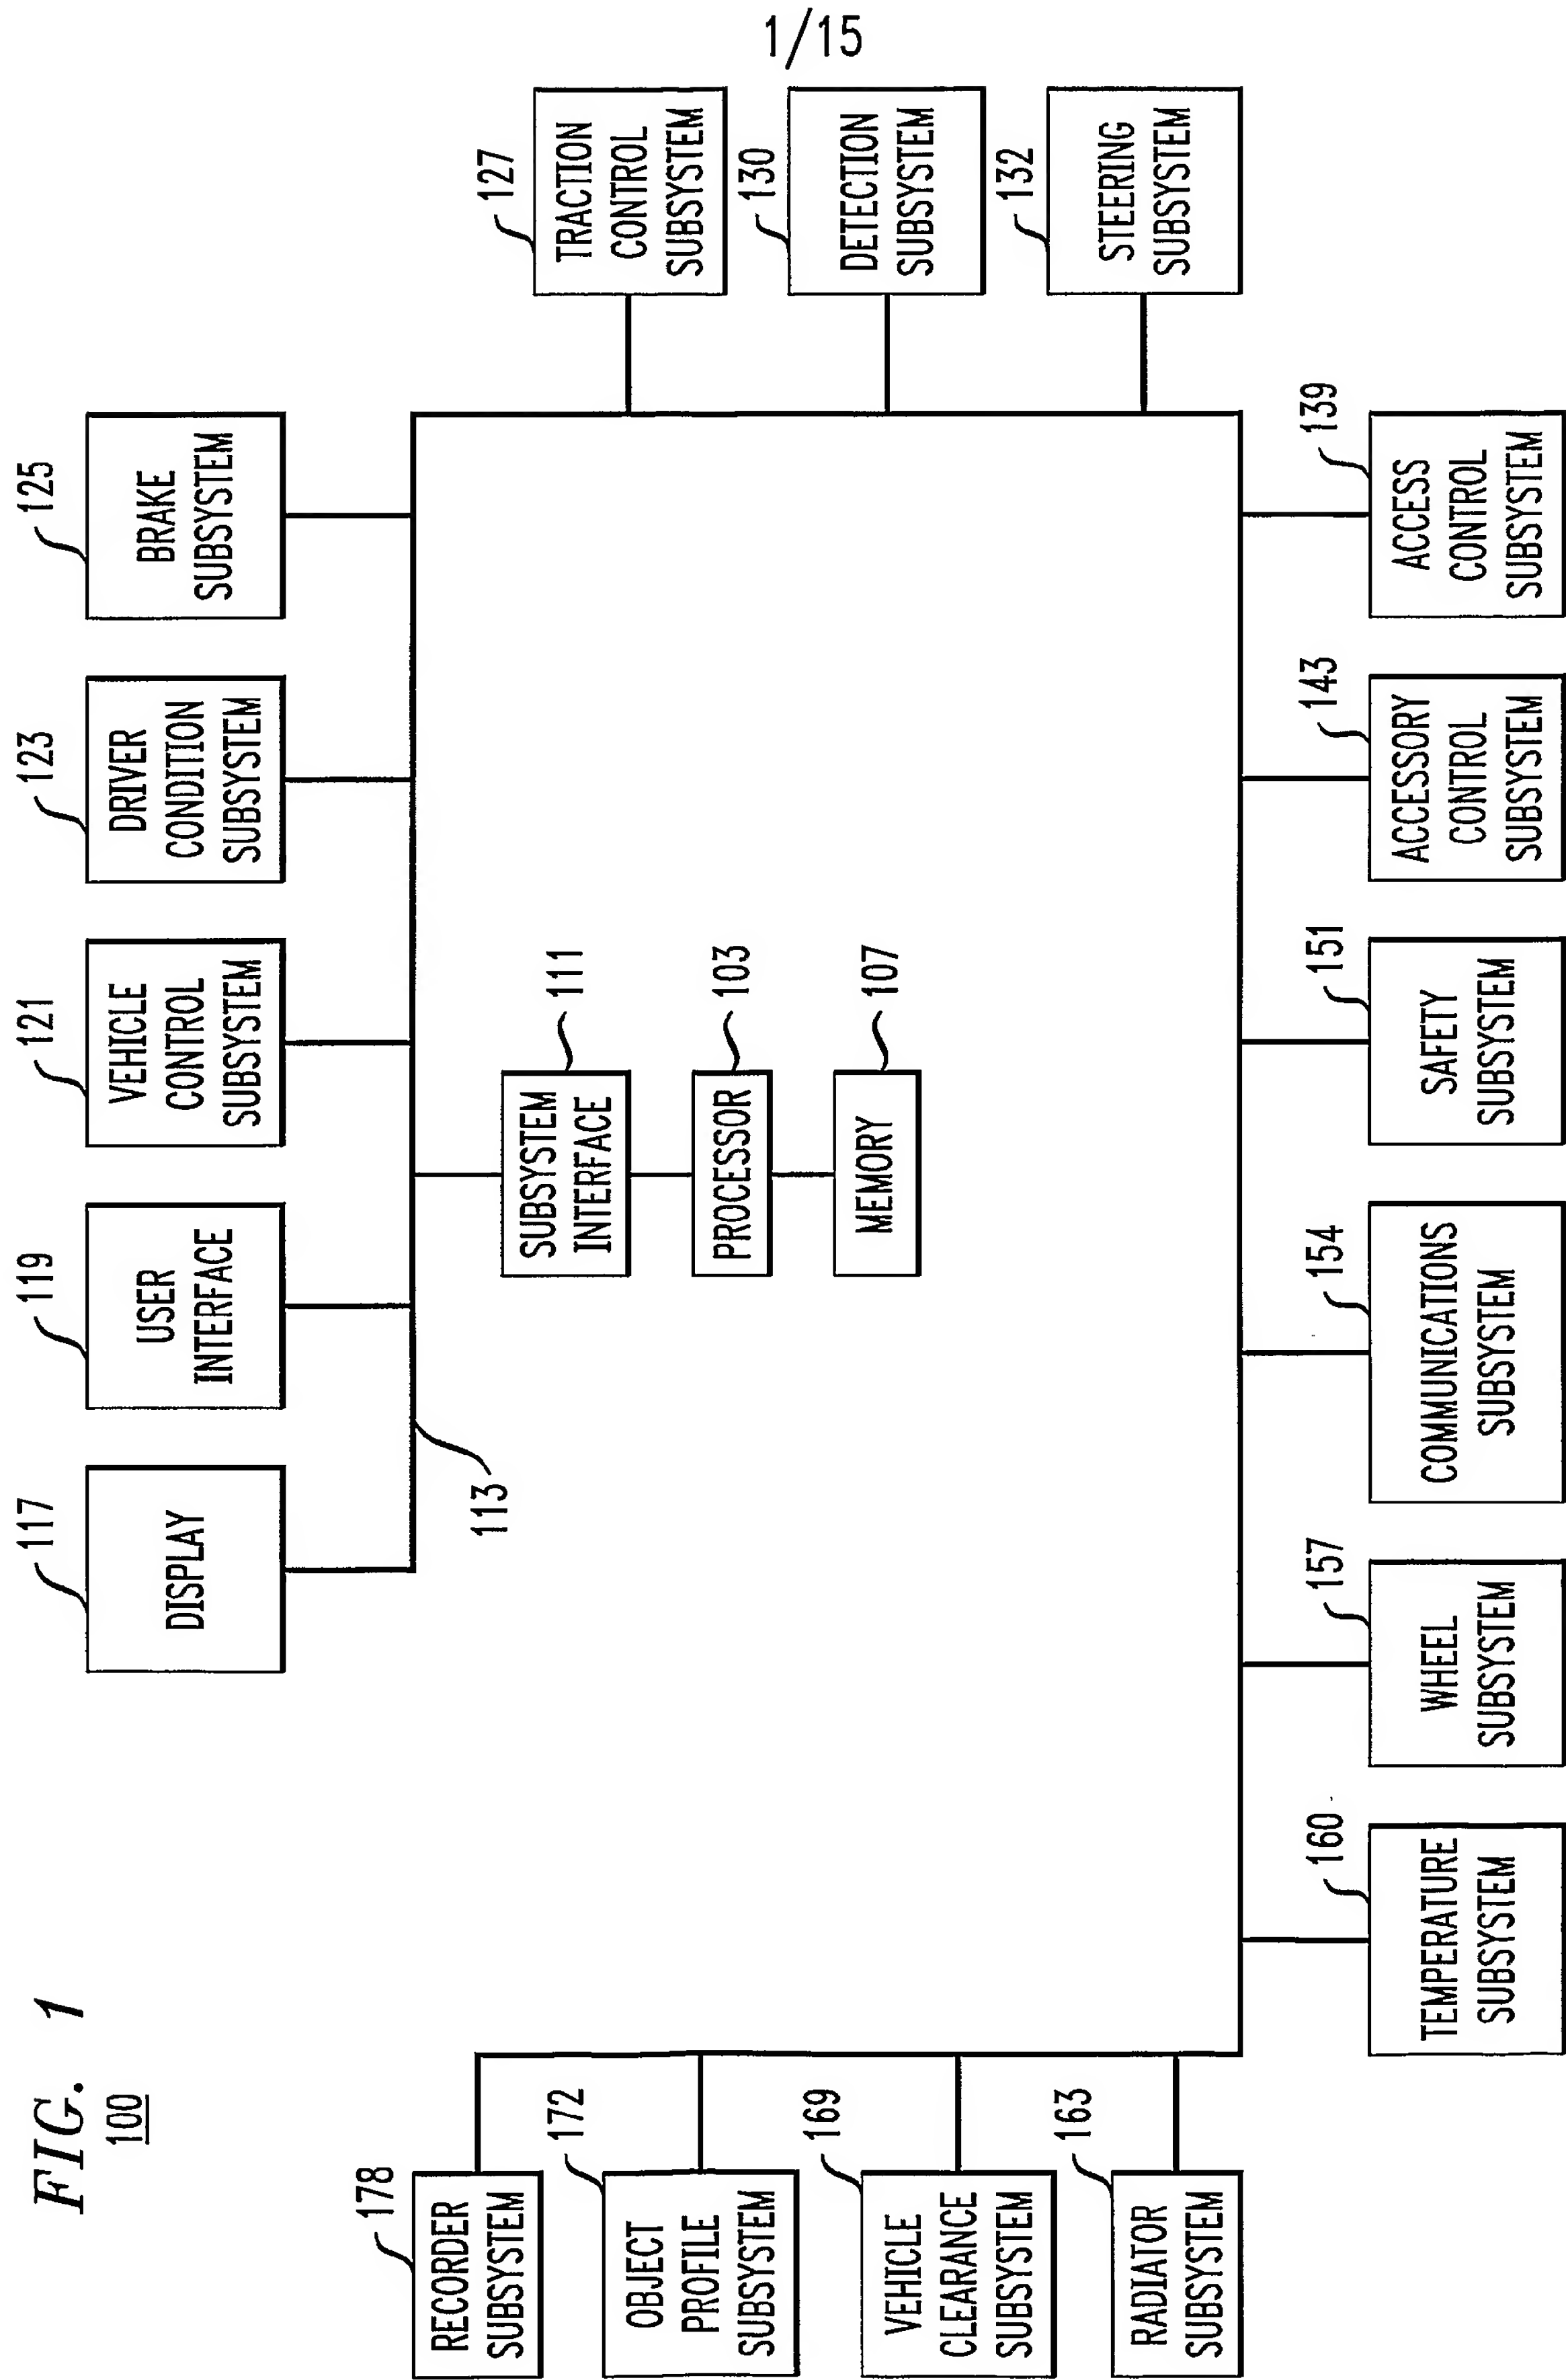 1/15
FIG. 1
100
117
DISPLAY
119
USER
INTERFACE
121
VEHICLE
CONTROL
SUBSYSTEM
123
DRIVER
CONDITION
SUBSYSTEM
125
BRAKE
SUBSYSTEM
127
TRACTION
CONTROL
SUBSYSTEM
130
DETECTION
SUBSYSTEM
132
STEERING
SUBSYSTEM
113
SUBSYSTEM
INTERFACE
111
PROCESSOR
103
MEMORY
107
178
RECORDER
SUBSYSTEM
172
OBJECT
PROFILE
SUBSYSTEM
169
VEHICLE
CLEARANCE
SUBSYSTEM
163
RADIATOR
SUBSYSTEM
160
TEMPERATURE
SUBSYSTEM
157
WHEEL
SUBSYSTEM
154
COMMUNICATIONS
SUBSYSTEM
151
SAFETY
SUBSYSTEM
143
ACCESSORY
CONTROL
SUBSYSTEM
139
ACCESS
CONTROL
SUBSYSTEM